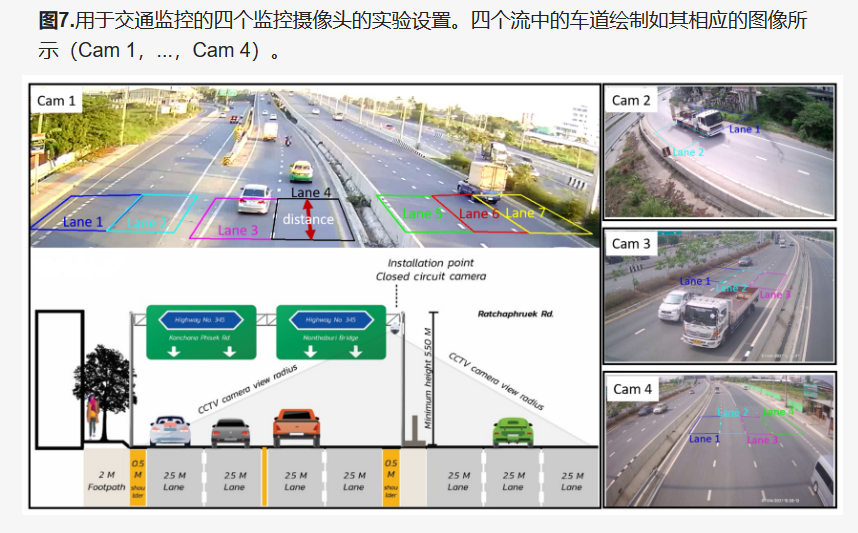 图7.用于交通监控的四个监控摄像头的实验设置。四个流中的车道绘制如其相应的图像所
示（Cam 1，...，Cam 4）。
Cam 1
Lane 1
Lane 2
Lane 3
Lane 4
distance
Lane 5
Lane 6
Lane 7
Cam 2
Lane 1
Lane 2
Cam 3
Lane 1
Lane 2
Lane 3
Cam 4
Lane 1
Lane 2
Lane 3
Lane 4
Installation point
Closed circuit camera
Highway No 345
Kanchana Phisek Rd
Highway No 345
Nonthaburi Bridge
Ratchaphruek Rd.
CCTV camera view radius
Minimum height 5.50 M
CCTV camera view radius
2 M
Footpath
0.5
M
shou
lder
2.5 M
Lane
2.5 M
Lane
2.5 M
Lane
2.5 M
Lane
0.5
M
shou
lder
2.5 M
Lane
2.5 M
Lane
2.5 M
Lane